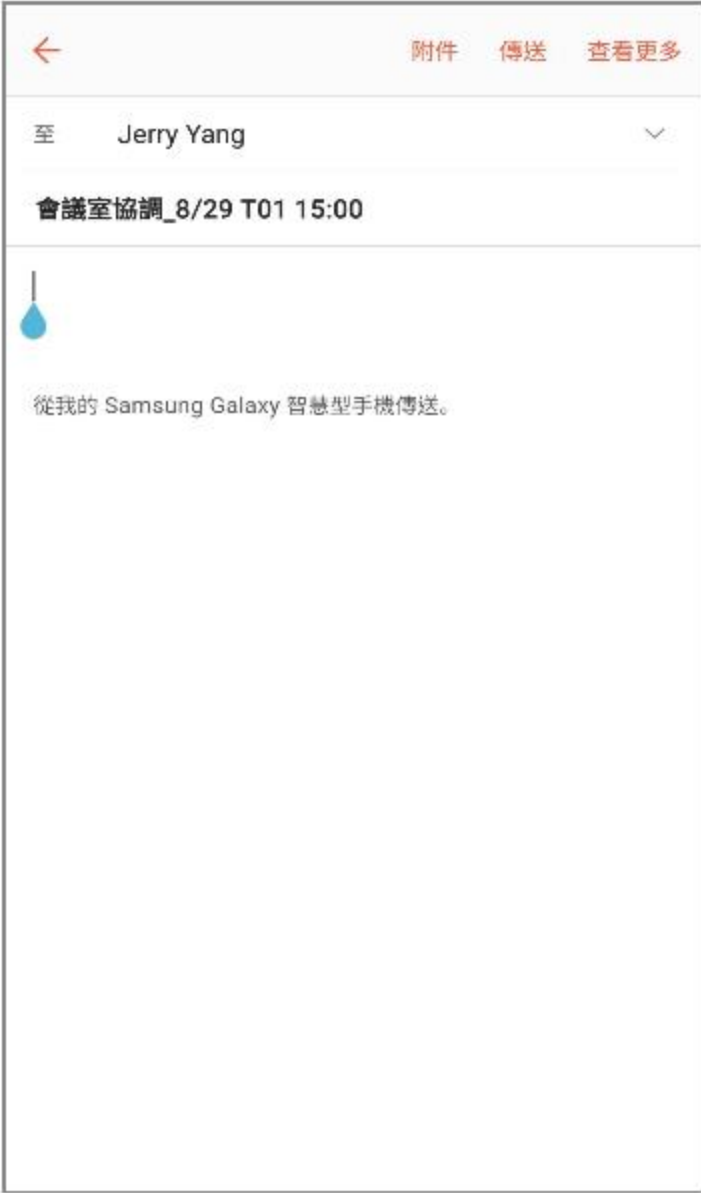 附件 傳送 查看更多
至 Jerry Yang
會議室協調_8/29 T01 15:00
從我的 Samsung Galaxy 智慧型手機傳送。